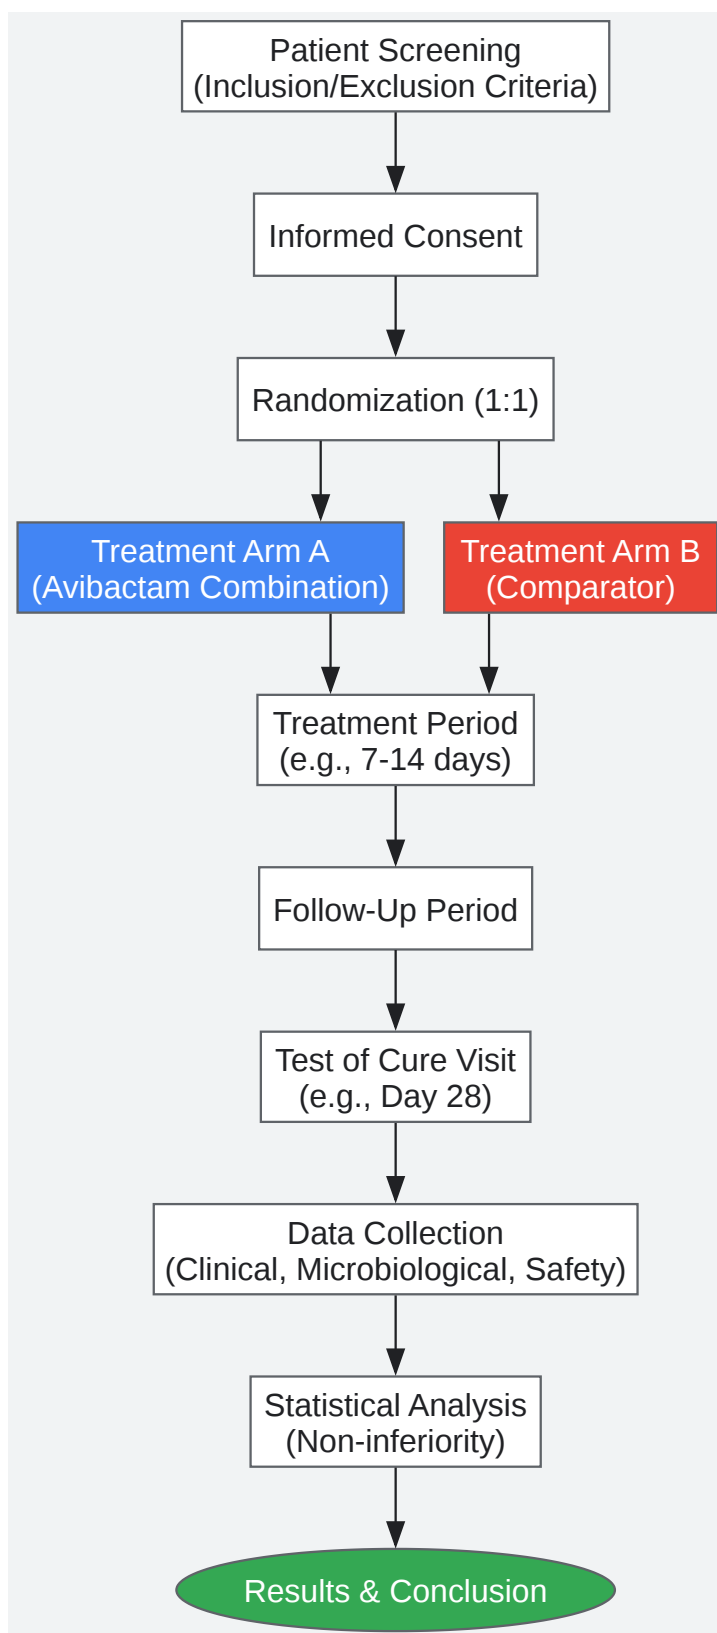 Patient Screening
(Inclusion/Exclusion Criteria)
Informed Consent
Randomization (1:1)
Treatment Arm A
(Avibactam Combination)
Treatment Arm B
(Comparator)
Treatment Period
(e.g., 7-14 days)
Follow-Up Period
Test of Cure Visit
(e.g., Day 28)
Data Collection
(Clinical, Microbiological, Safety)
Statistical Analysis
(Non-inferiority)
Results & Conclusion